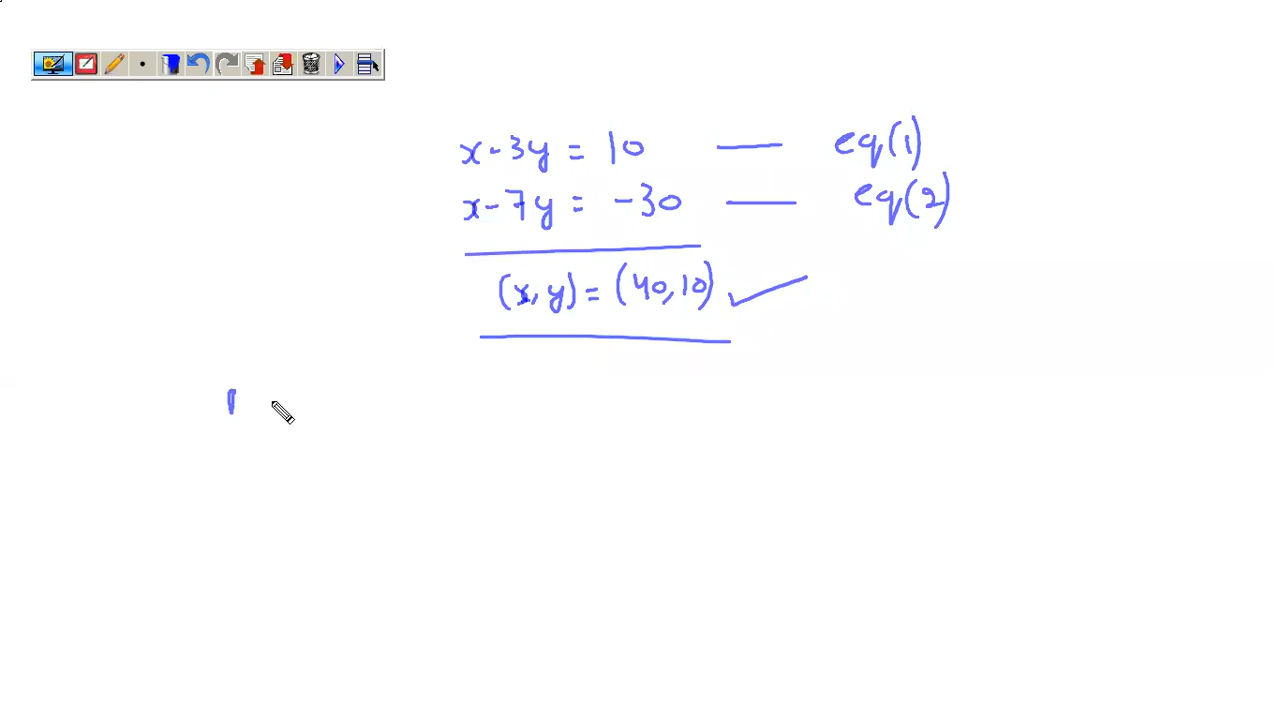 x - 3y = 10 — eq(1)
x - 7y = -30 — eq(2)
(x, y) = (40, 10) ✓